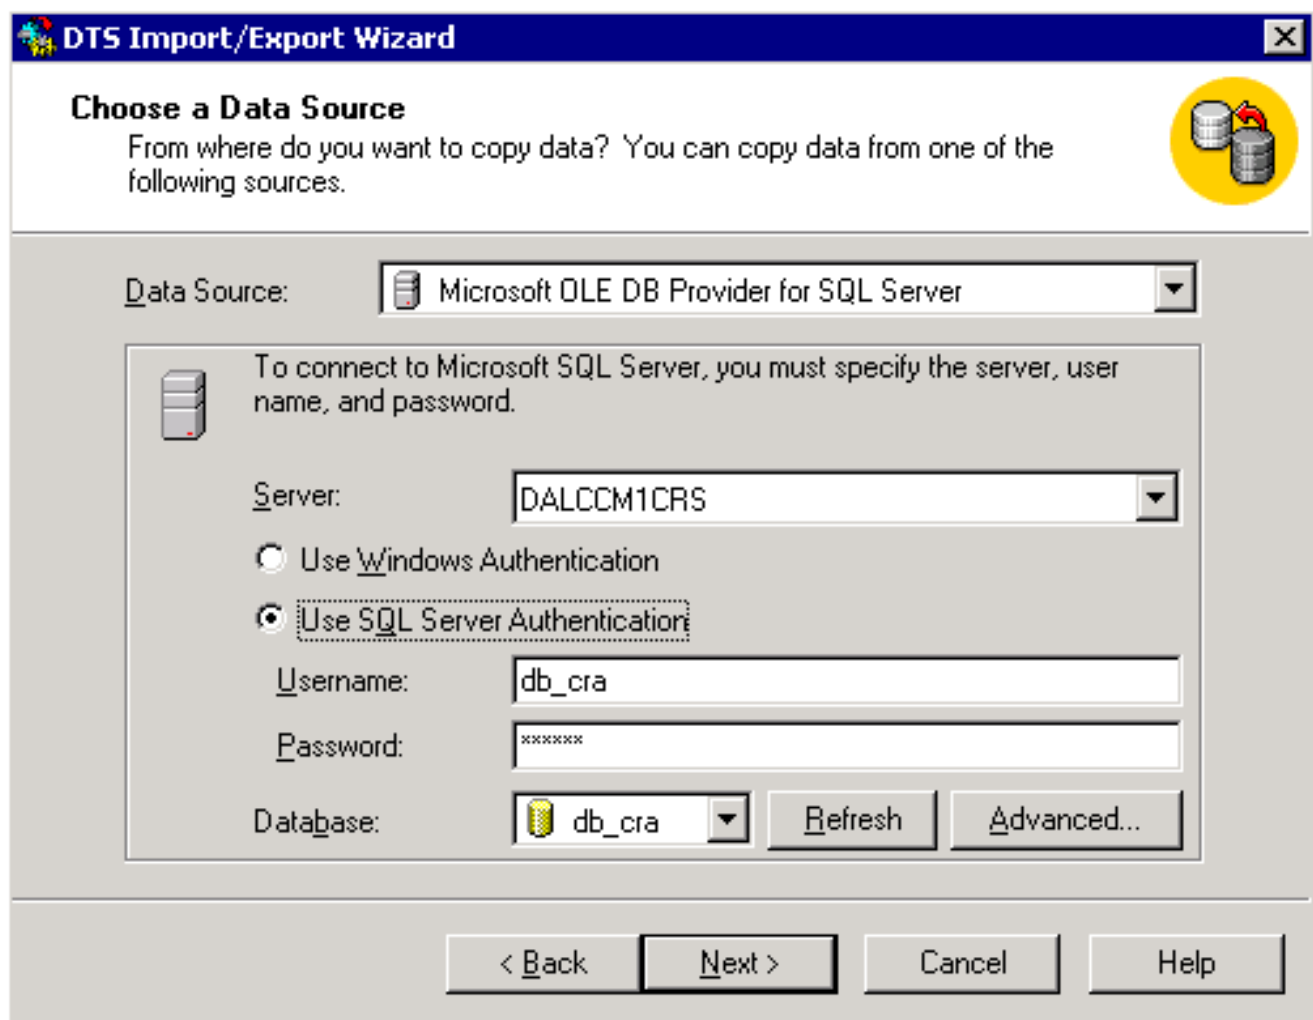 DTS Import/Export Wizard
Choose a Data Source
From where do you want to copy data? You can copy data from one of the
following sources.
Data Source: Microsoft OLE DB Provider for SQL Server
To connect to Microsoft SQL Server, you must specify the server, user
name, and password.
Server: DALCCM1CRS
Use Windows Authentication
Use SQL Server Authentication
Username: db_cra
Password: ******
Database: db_cra Refresh Advanced...
< Back Next > Cancel Help